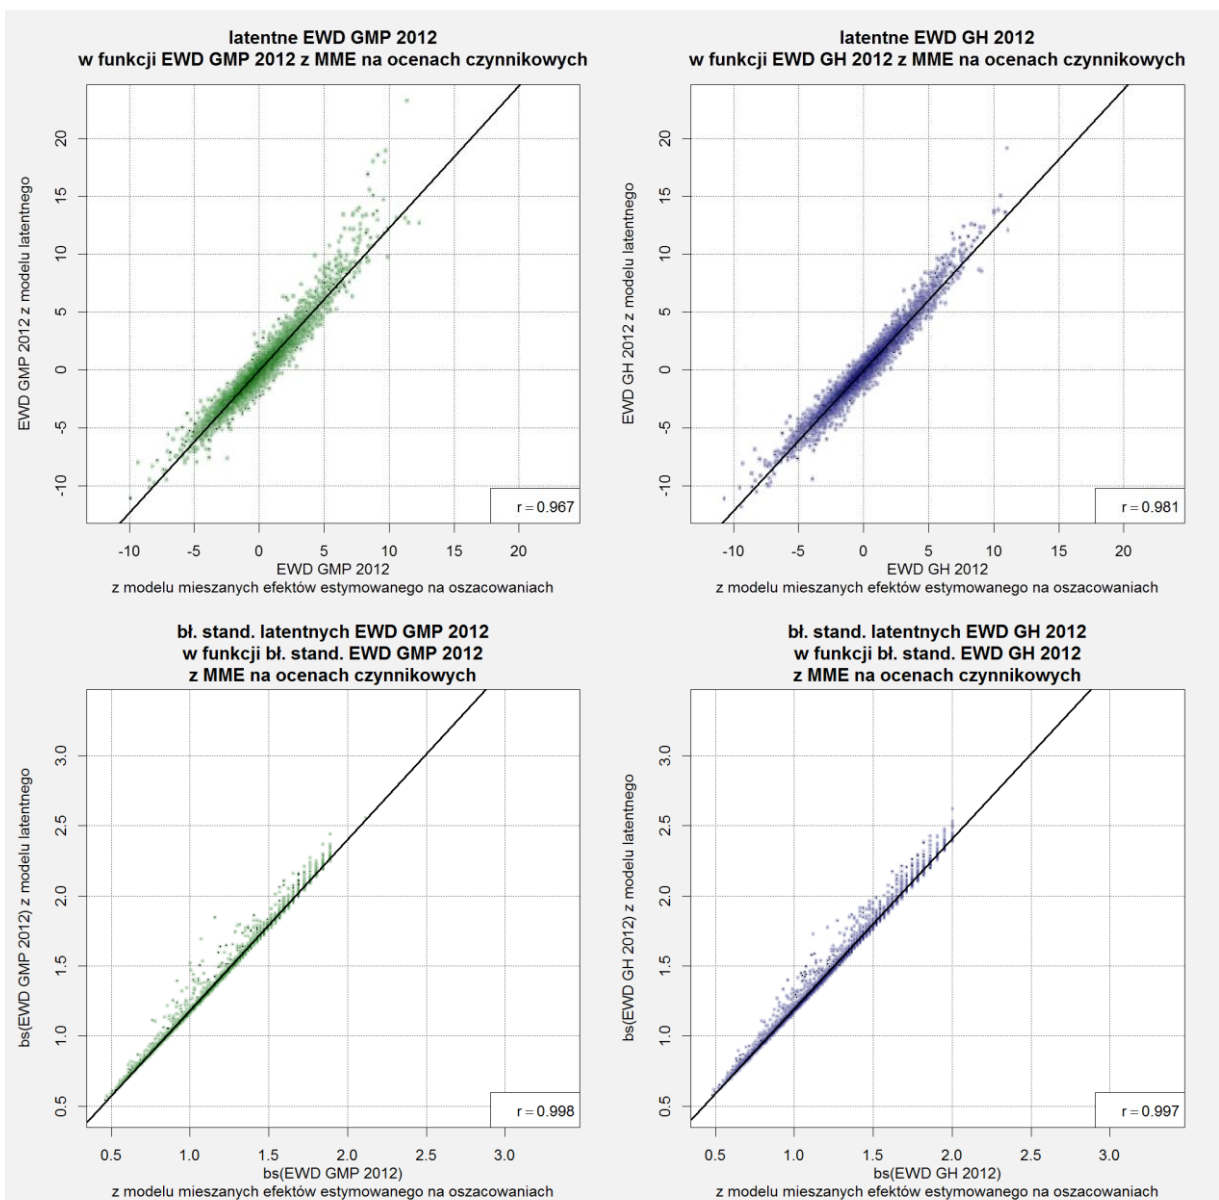 latentne EWD GMP 2012
w funkcji EWD GMP 2012 z MME na ocenach czynnikowych
EWD GMP 2012 z modelu latentnego
20
15
10
5
0
-5
-10
r = 0.967
-10 -5 0 5 10 15 20
EWD GMP 2012
z modelu mieszanych efektów estymowanego na oszacowaniach
latentne EWD GH 2012
w funkcji EWD GH 2012 z MME na ocenach czynnikowych
EWD GH 2012 z modelu latentnego
20
15
10
5
0
-5
-10
r = 0.981
-10 -5 0 5 10 15 20
EWD GH 2012
z modelu mieszanych efektów estymowanego na oszacowaniach
bł. stand. latentnych EWD GMP 2012
w funkcji bł. stand. EWD GMP 2012
z MME na ocenach czynnikowych
bs(EWD GMP 2012) z modelu latentnego
3.0
2.5
2.0
1.5
1.0
0.5
r = 0.998
0.5 1.0 1.5 2.0 2.5 3.0
bs(EWD GMP 2012)
z modelu mieszanych efektów estymowanego na oszacowaniach
bł. stand. latentnych EWD GH 2012
w funkcji bł. stand. EWD GH 2012
z MME na ocenach czynnikowych
bs(EWD GH 2012) z modelu latentnego
3.0
2.5
2.0
1.5
1.0
0.5
r = 0.997
0.5 1.0 1.5 2.0 2.5 3.0
bs(EWD GH 2012)
z modelu mieszanych efektów estymowanego na oszacowaniach